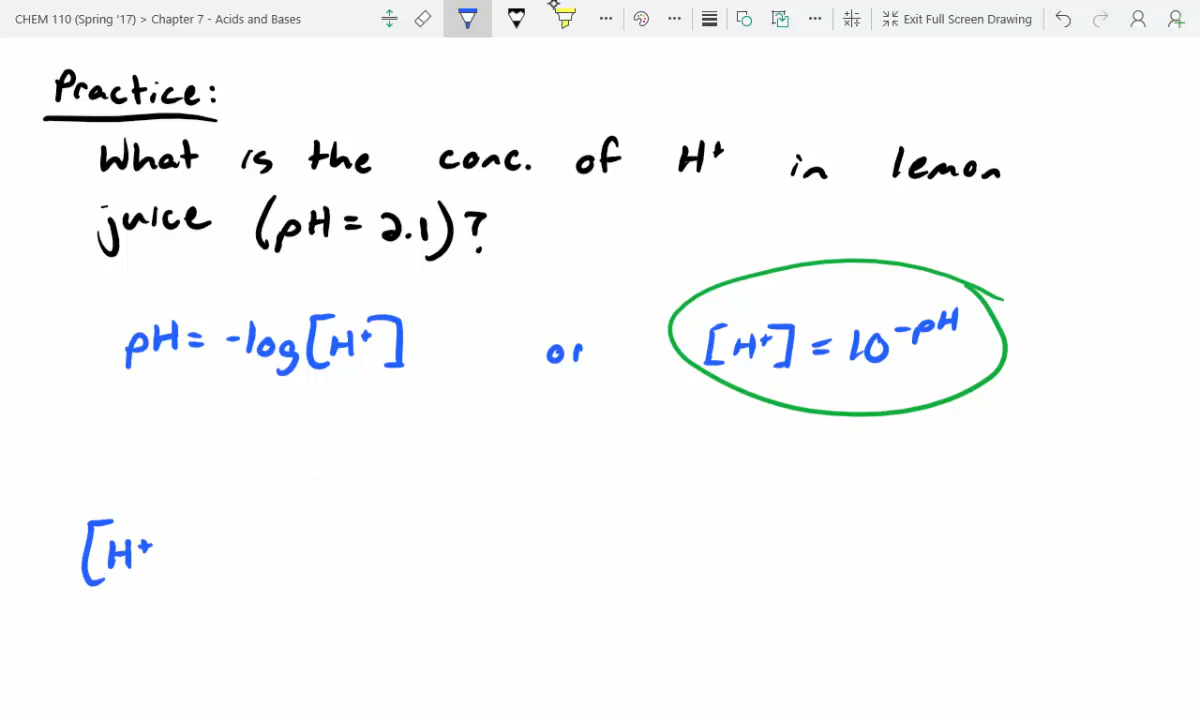 CHEM 110 (Spring '17) > Chapter 7 - Acids and Bases
Exit Full Screen Drawing
Practice:
What is the conc. of H⁺ in lemon
juice (pH = 2.1)?
pH = -log[H⁺] or [H⁺] = 10^-pH
[H⁺